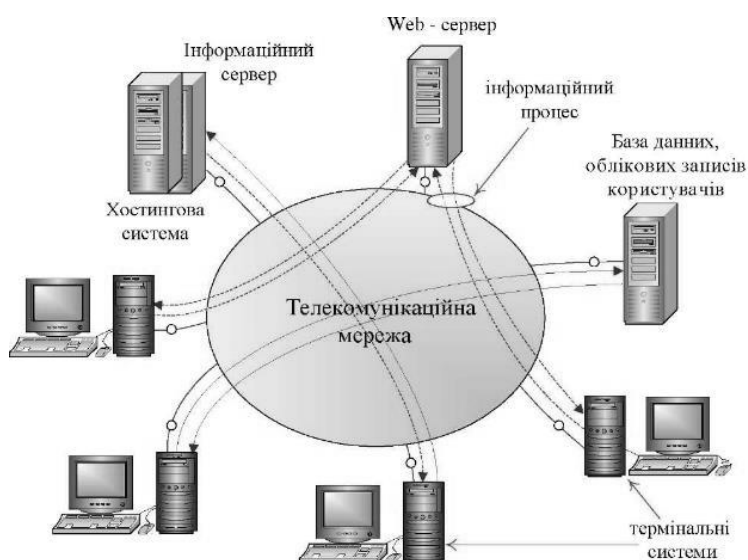 Інформаційний
сервер
Web - сервер
інформаційний
процес
База данних,
облікових записів
користувачів
Хостингова
система
Телекомунікаційна
мережа
термінальні
системи